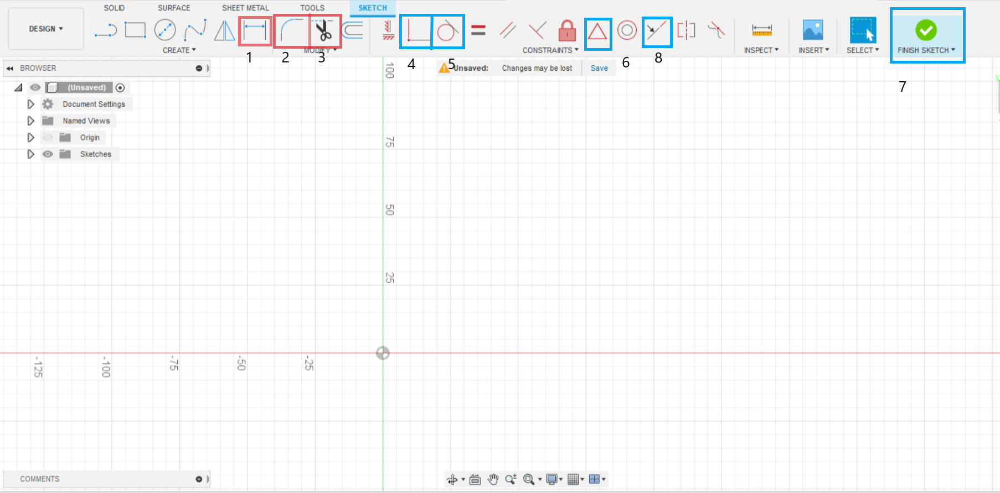 SOLID SURFACE SHEET METAL TOOLS SKETCH
DESIGN
CREATE MODIFY CONSTRAINTS INSPECT INSERT SELECT FINISH SKETCH
1 2 3 4 5 6 8 7
BROWSER
Unsaved: Changes may be lost Save
(Unsaved)
Document Settings
Named Views
Origin
Sketches
100
75
50
25
-125 -100 -75 -50 -25
Y
COMMENTS